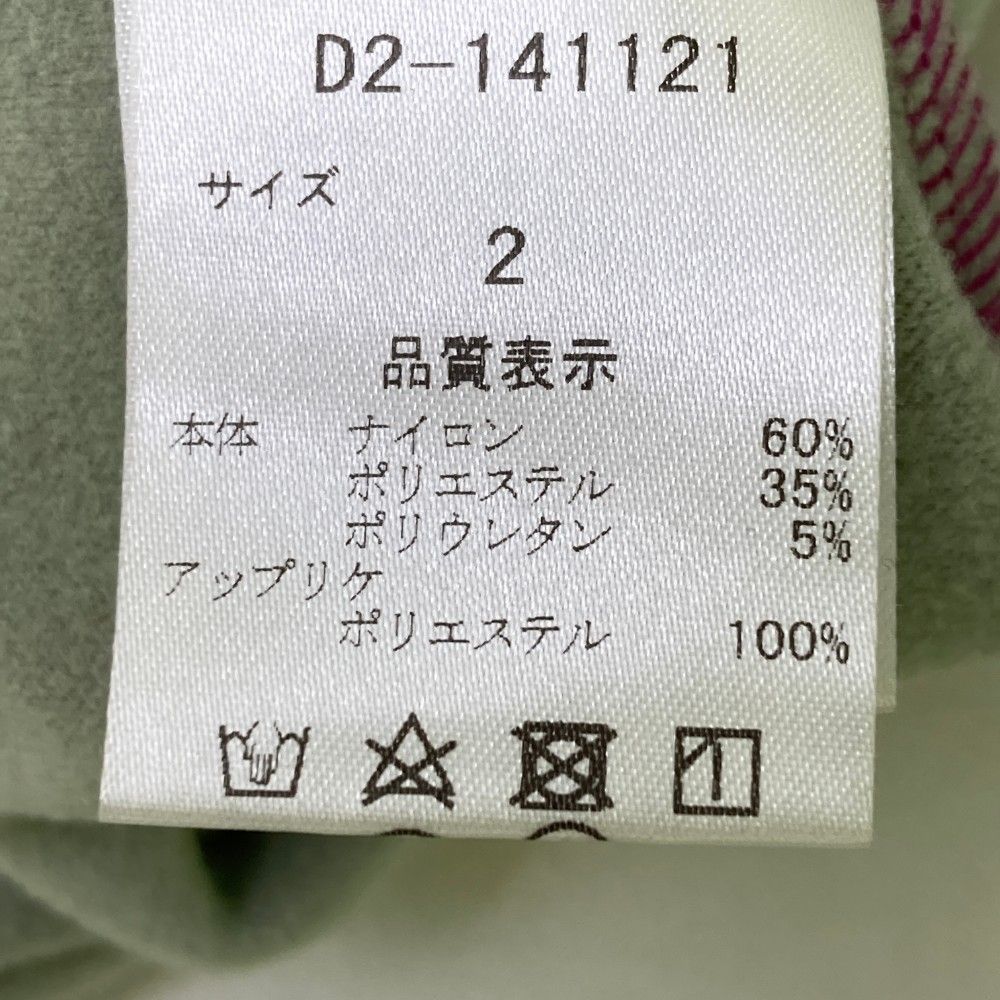 D2-141121
サイズ
2
品質表示
本体 ナイロン 60%
ポリエステル 35%
ポリウレタン 5%
アップリケ
ポリエステル 100%